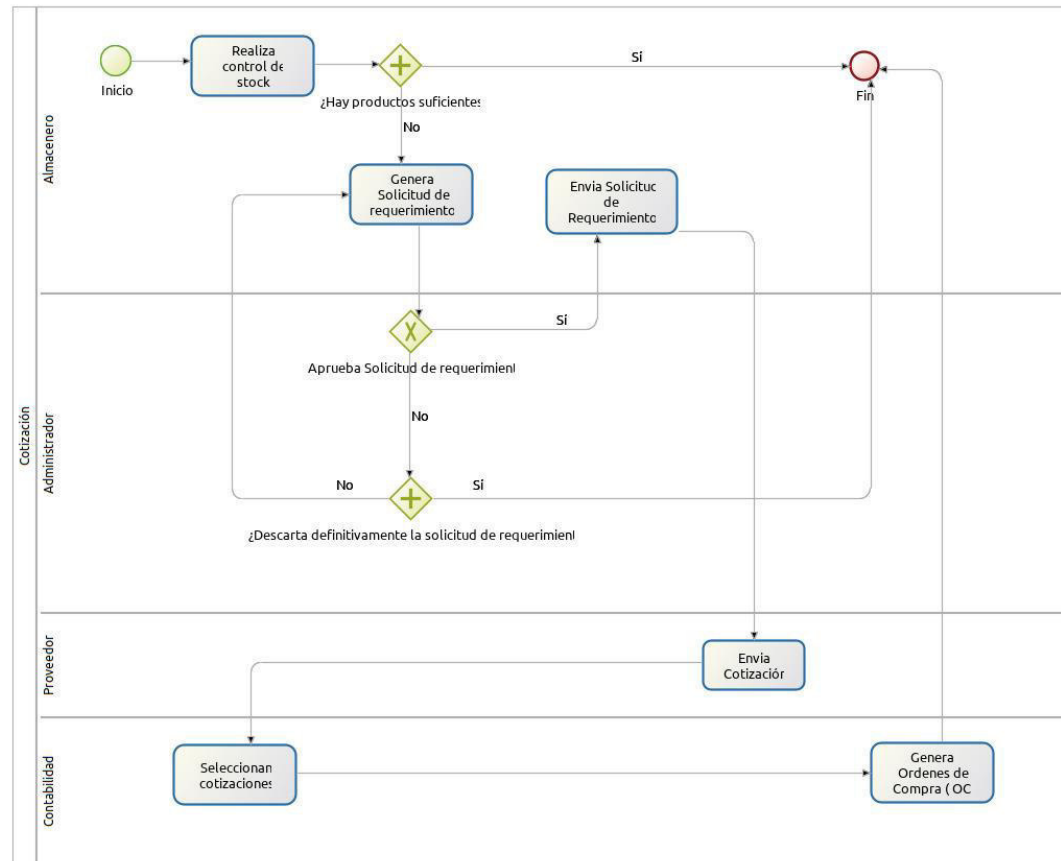 Realiza
control de
stock
Sí
Inicio
Fin
¿Hay productos suficientes
No
Almacenero
Genera
Solicitud de
requerimiento
Envia Solicituc
de
Requerimiento
Sí
Aprueba Solicitud de requerimient
No
Cotización
Administrador
No
Sí
¿Descarta definitivamente la solicitud de requerimient
Proveedor
Envia
Cotización
Contabilidad
Seleccionan
cotizaciones
Genera
Ordenes de
Compra ( OC